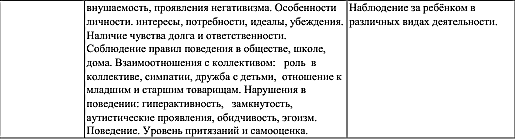 внушаемость, проявления негативизма. Особенности
личности. интересы, потребности, идеалы, убеждения.
Наличие чувства долга и ответственности.
Соблюдение правил поведения в обществе, школе,
дома. Взаимоотношения с коллективом: роль в
коллективе, симпатии, дружба с детьми, отношение к
младшим и старшим товарищам. Нарушения в
поведении: гиперактивность, замкнутость,
аутистические проявления, обидчивость, эгоизм.
Поведение. Уровень притязаний и самооценка.
Наблюдение за ребёнком в
различных видах деятельности.